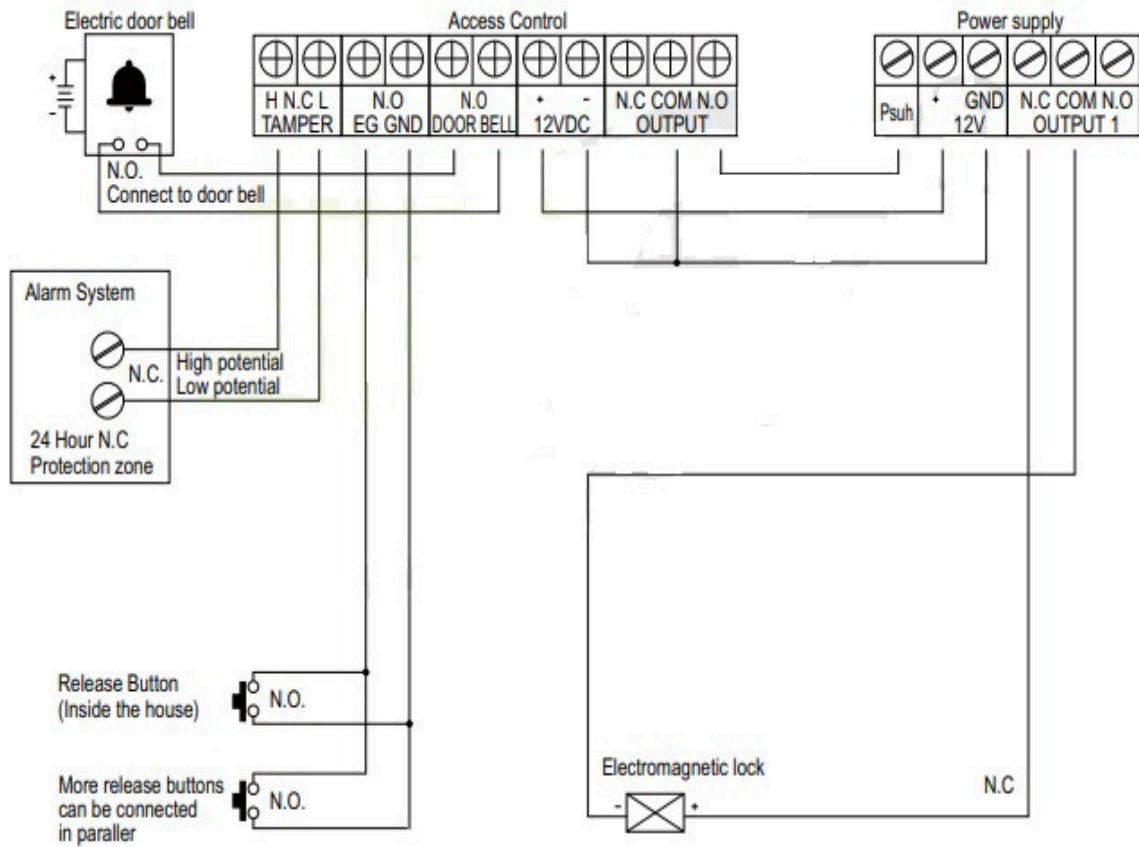 Electric door bell
Access Control
Power supply
+
-
H N.C L
TAMPER
N.O
EG GND
N.O
DOOR BELL
+ -
12VDC
N.C COM N.O
OUTPUT
Psuh
+ GND
12V
N.C COM N.O
OUTPUT 1
N.O.
Connect to door bell
Alarm System
N.C.
High potential
Low potential
24 Hour N.C
Protection zone
Release Button
(Inside the house)
N.O.
More release buttons
can be connected
in paraller
N.O.
Electromagnetic lock
- +
N.C